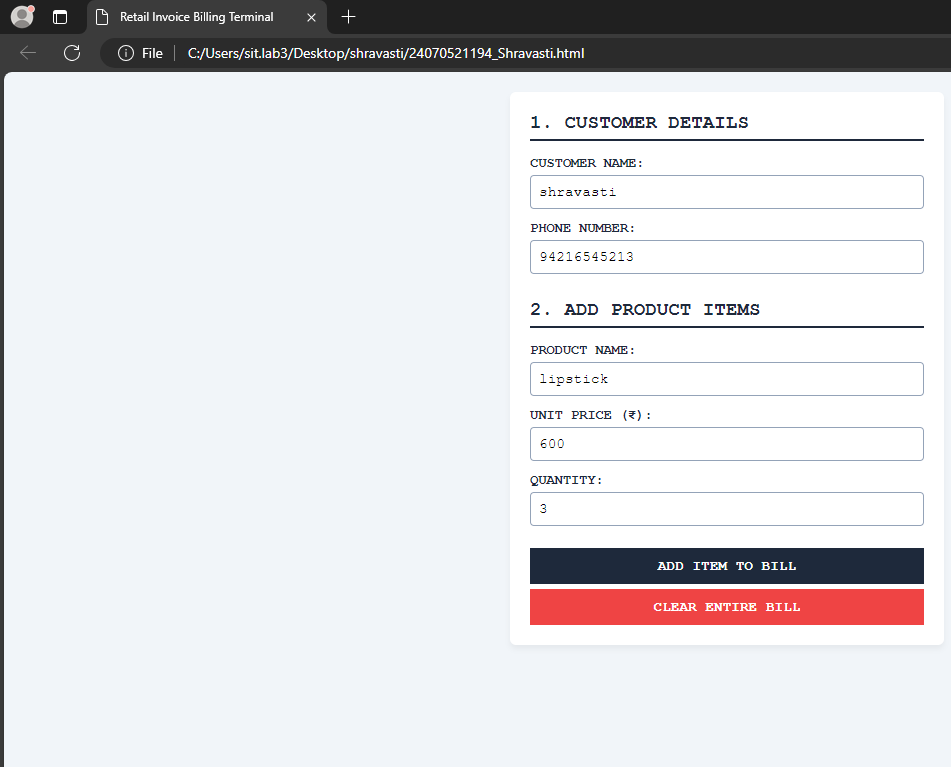 Retail Invoice Billing Terminal
File
C:/Users/sit.lab3/Desktop/shravasti/24070521194_Shravasti.html
1. CUSTOMER DETAILS
CUSTOMER NAME:
shravasti
PHONE NUMBER:
94216545213
2. ADD PRODUCT ITEMS
PRODUCT NAME:
lipstick
UNIT PRICE (₹):
600
QUANTITY:
3
ADD ITEM TO BILL
CLEAR ENTIRE BILL